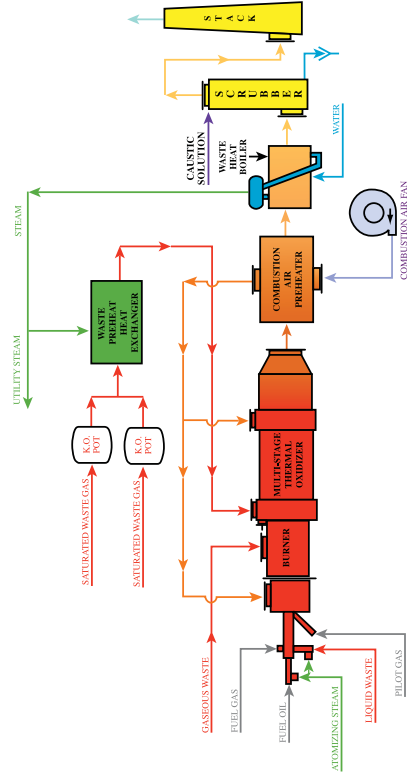 STACK
SCRUBBER
CAUSTIC
SOLUTION
WASTE
HEAT
BOILER
WATER
COMBUSTION AIR FAN
STEAM
UTILITY STEAM
WASTE
PREHEAT
HEAT
EXCHANGER
COMBUSTION
AIR
PREHEATER
K.O.
POT
K.O.
POT
SATURATED WASTE GAS
SATURATED WASTE GAS
MULTI-STAGE
THERMAL
OXIDIZER
BURNER
GASEOUS WASTE
FUEL GAS
FUEL OIL
ATOMIZING STEAM
LIQUID WASTE
PILOT GAS